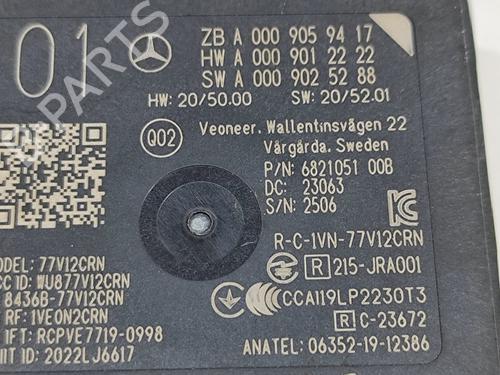 01
ZB A 000 905 94 17
HW A 000 901 22 22
SW A 000 902 52 88
HW: 20/50.00 SW: 20/52.01
Q02
Veoneer. Wallentinsvägen 22
Vårgårda. Sweden
P/N: 6821051 00B
DC: 23063
S/N: 2506
R-C-1VN-77V12CRN
R 215-JRA001
CCAI19LP2230T3
R C-23672
ANATEL: 06352-19-12386
ODEL: 77V12CRN
CC ID: WU877V12CRN
8436B-77V12CRN
RF: 1VEON2CRN
IFT: RCPVE7719-0998
IIT ID: 2022LJ6617
PARTS